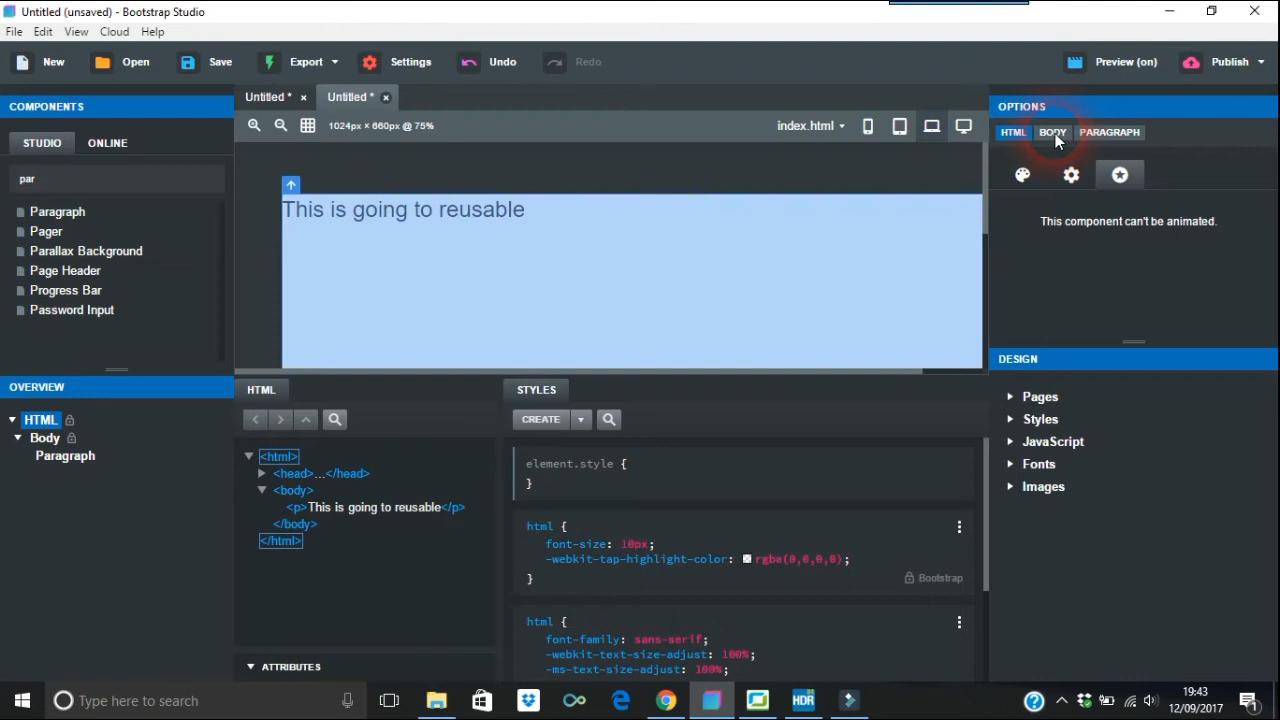 Untitled (unsaved) - Bootstrap Studio
File Edit View Cloud Help
New Open Save Export Settings Undo Redo Preview (on) Publish
COMPONENTS
STUDIO ONLINE
par
Paragraph
Pager
Parallax Background
Page Header
Progress Bar
Password Input
OVERVIEW
HTML
Body
Paragraph
Untitled * × Untitled * ×
1024px × 660px @ 75% index.html
This is going to reusable
HTML
<html>
<head>...</head>
<body>
<p>This is going to reusable</p>
</body>
</html>
ATTRIBUTES
STYLES
CREATE
element.style {
}
html {
font-size: 10px;
-webkit-tap-highlight-color: rgba(0,0,0,0);
}
Bootstrap
html {
font-family: sans-serif;
-webkit-text-size-adjust: 100%;
-ms-text-size-adjust: 100%;
OPTIONS
HTML BODY PARAGRAPH
This component can't be animated.
DESIGN
Pages
Styles
JavaScript
Fonts
Images
Type here to search
HDR
19:43
12/09/2017
1